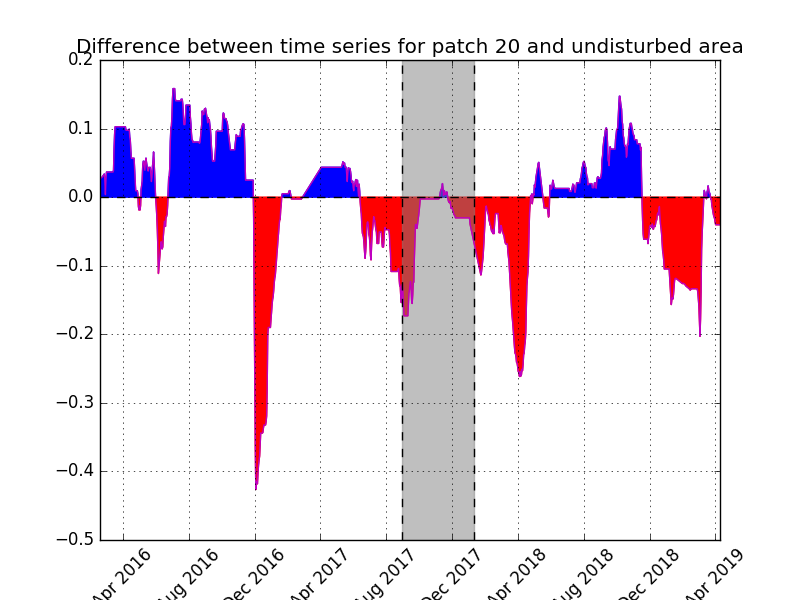 Difference between time series for patch 20 and undisturbed area
0.2
0.1
0.0
−0.1
−0.2
−0.3
−0.4
−0.5
Apr 2016
Aug 2016
Dec 2016
Apr 2017
Aug 2017
Dec 2017
Apr 2018
Aug 2018
Dec 2018
Apr 2019